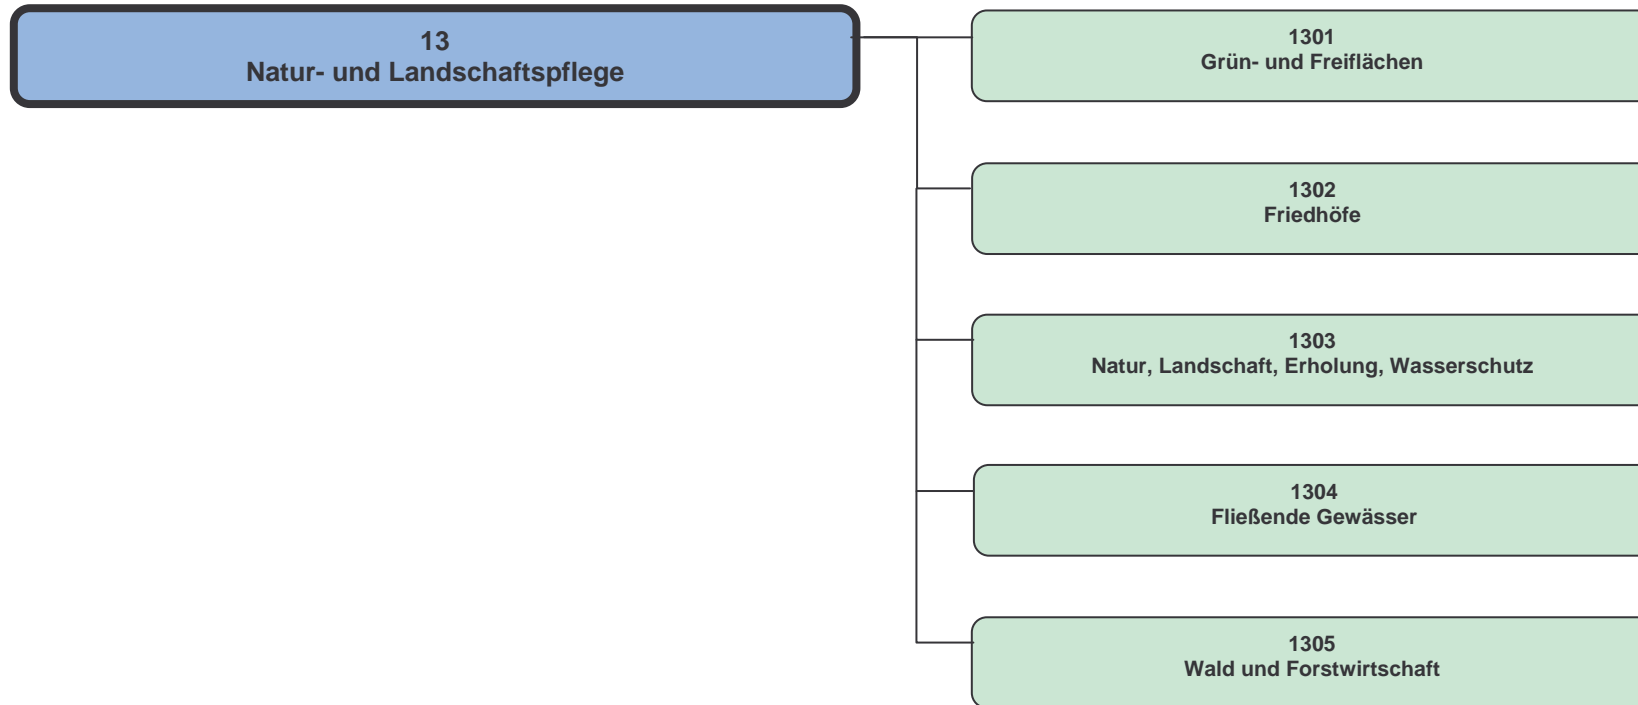 13
Natur- und Landschaftspflege
1301
Grün- und Freiflächen
1302
Friedhöfe
1303
Natur, Landschaft, Erholung, Wasserschutz
1304
Fließende Gewässer
1305
Wald und Forstwirtschaft